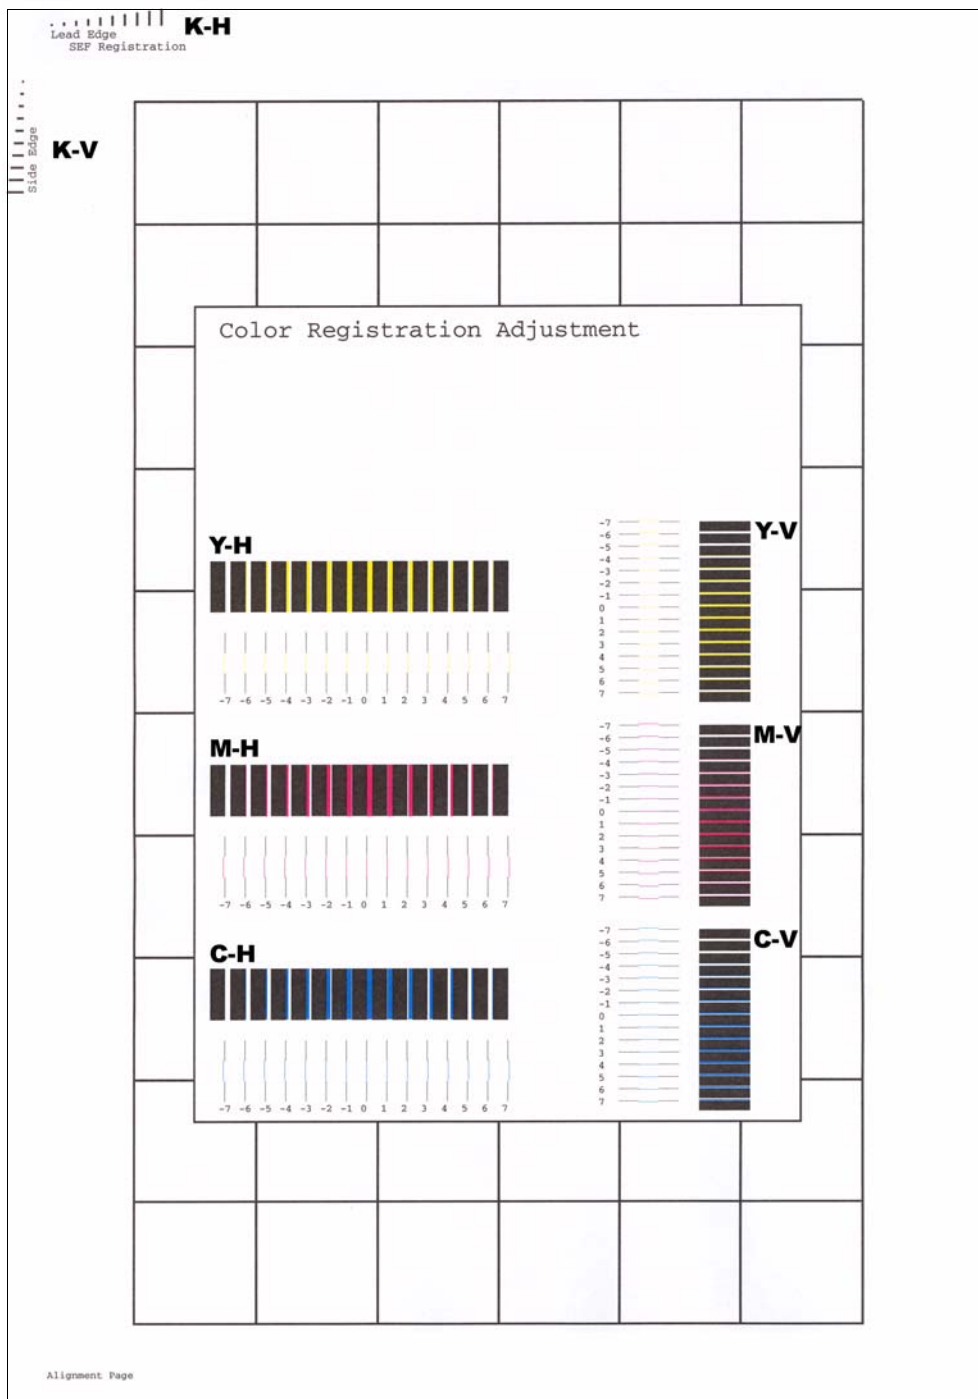 K-H
Lead Edge
SEF Registration
K-V
Side Edge
Color Registration Adjustment
Y-H
-7 -6 -5 -4 -3 -2 -1 0 1 2 3 4 5 6 7
Y-V
-7
-6
-5
-4
-3
-2
-1
0
1
2
3
4
5
6
7
M-H
-7 -6 -5 -4 -3 -2 -1 0 1 2 3 4 5 6 7
M-V
-7
-6
-5
-4
-3
-2
-1
0
1
2
3
4
5
6
7
C-H
-7 -6 -5 -4 -3 -2 -1 0 1 2 3 4 5 6 7
C-V
-7
-6
-5
-4
-3
-2
-1
0
1
2
3
4
5
6
7
Alignment Page